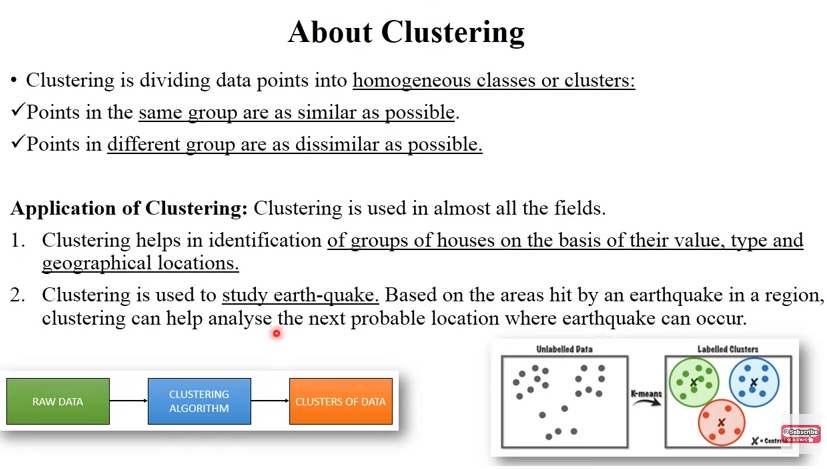 About Clustering
• Clustering is dividing data points into homogeneous classes or clusters:
✓Points in the same group are as similar as possible.
✓Points in different group are as dissimilar as possible.
Application of Clustering: Clustering is used in almost all the fields.
1. Clustering helps in identification of groups of houses on the basis of their value, type and
geographical locations.
2. Clustering is used to study earth-quake. Based on the areas hit by an earthquake in a region,
clustering can help analyse the next probable location where earthquake can occur.
Unlabelled Data
Labelled Clusters
K-means
X = Centr
Subscribe
RAW DATA
CLUSTERING
ALGORITHM
CLUSTERS OF DATA